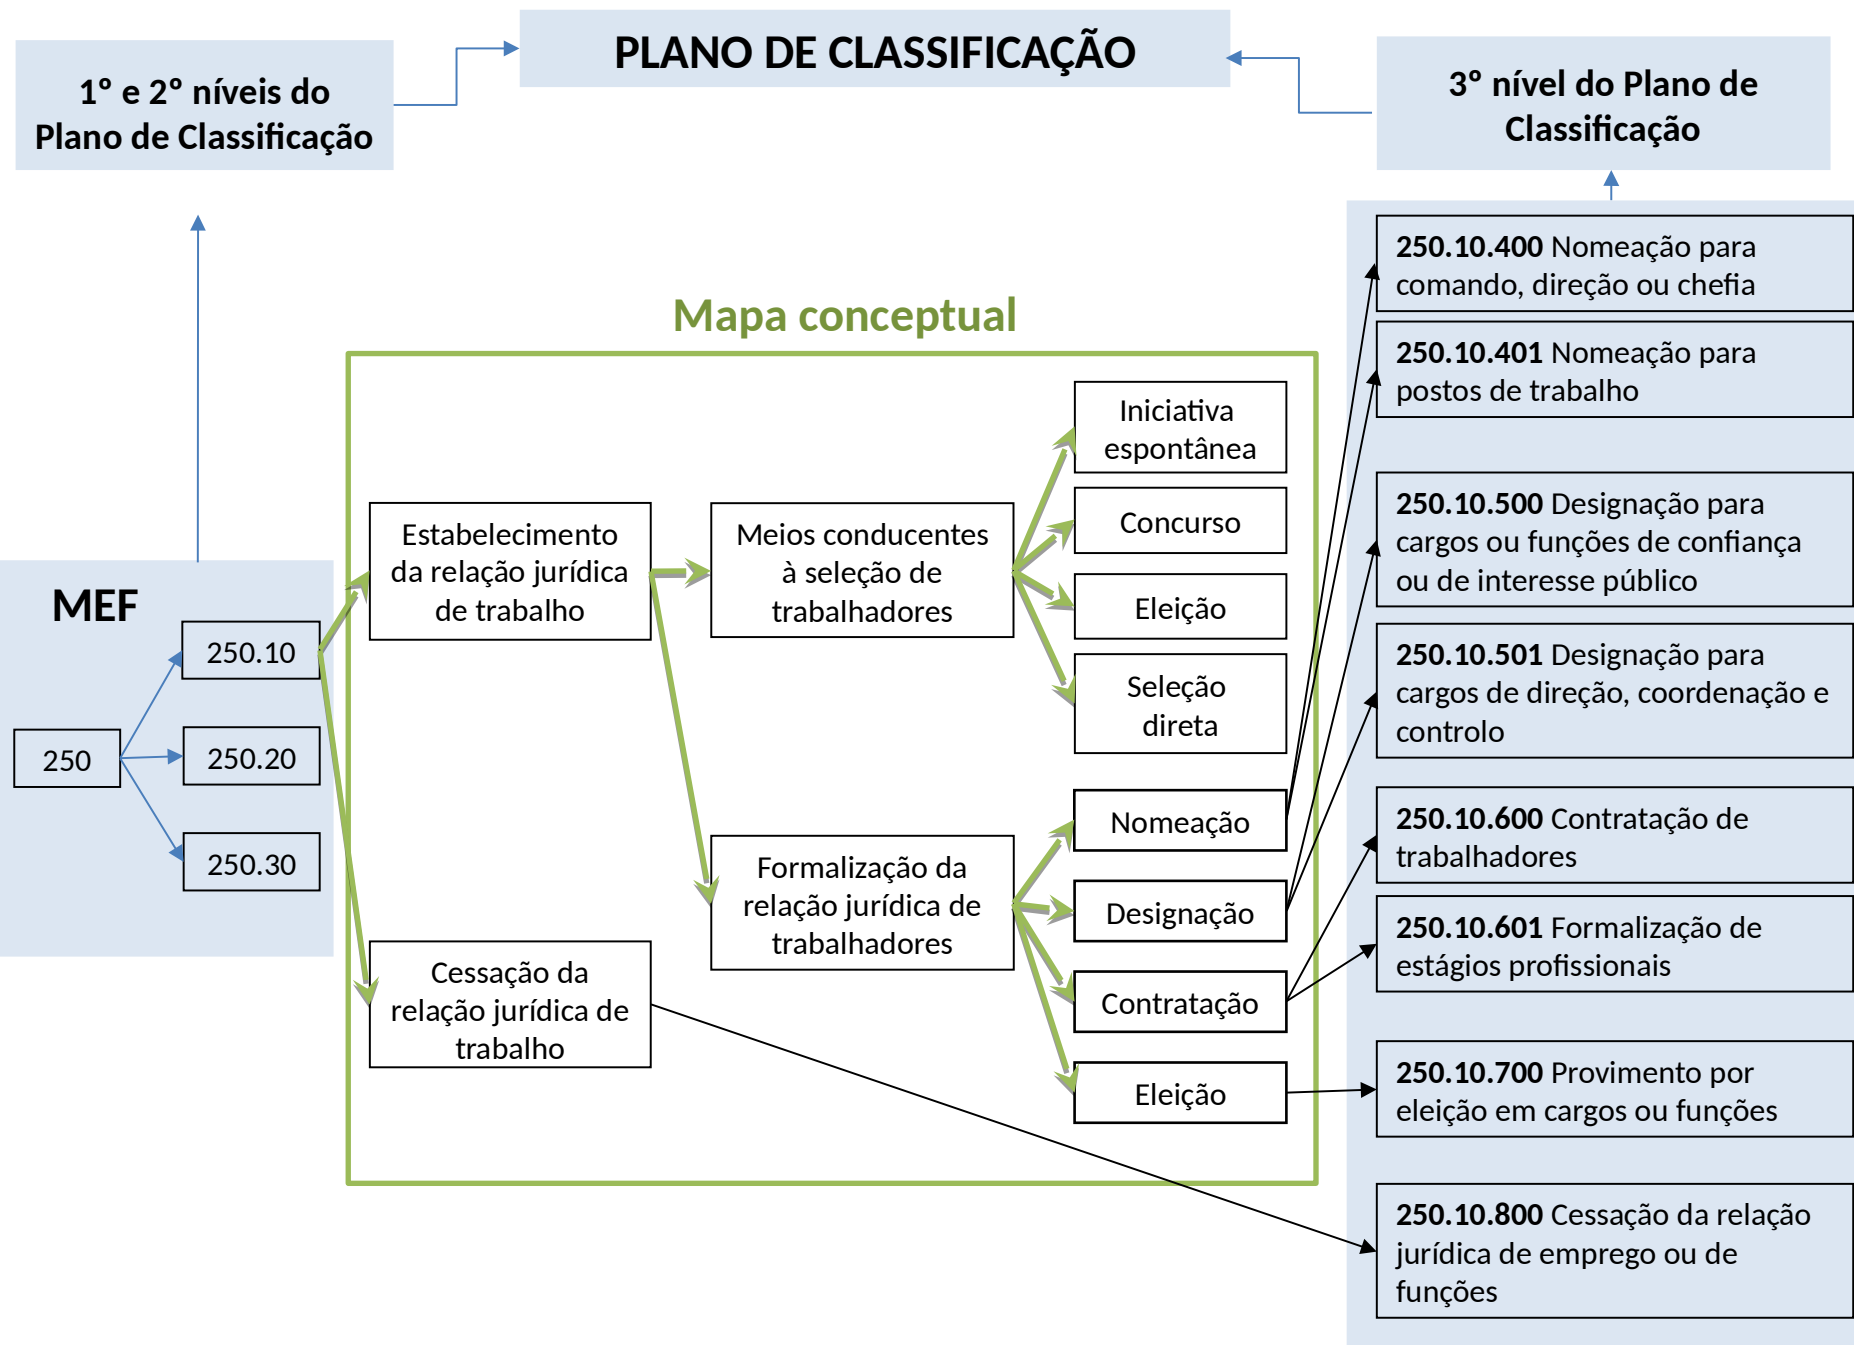 PLANO DE CLASSIFICAÇÃO
1º e 2º níveis do
Plano de Classificação
3º nível do Plano de
Classificação
Mapa conceptual
MEF
250
250.10
250.20
250.30
Estabelecimento
da relação jurídica
de trabalho
Cessação da
relação jurídica de
trabalho
Meios conducentes
à seleção de
trabalhadores
Formalização da
relação jurídica de
trabalhadores
Iniciativa
espontânea
Concurso
Eleição
Seleção
direta
Nomeação
Designação
Contratação
Eleição
250.10.400 Nomeação para
comando, direção ou chefia
250.10.401 Nomeação para
postos de trabalho
250.10.500 Designação para
cargos ou funções de confiança
ou de interesse público
250.10.501 Designação para
cargos de direção, coordenação e
controlo
250.10.600 Contratação de
trabalhadores
250.10.601 Formalização de
estágios profissionais
250.10.700 Provimento por
eleição em cargos ou funções
250.10.800 Cessação da relação
jurídica de emprego ou de
funções